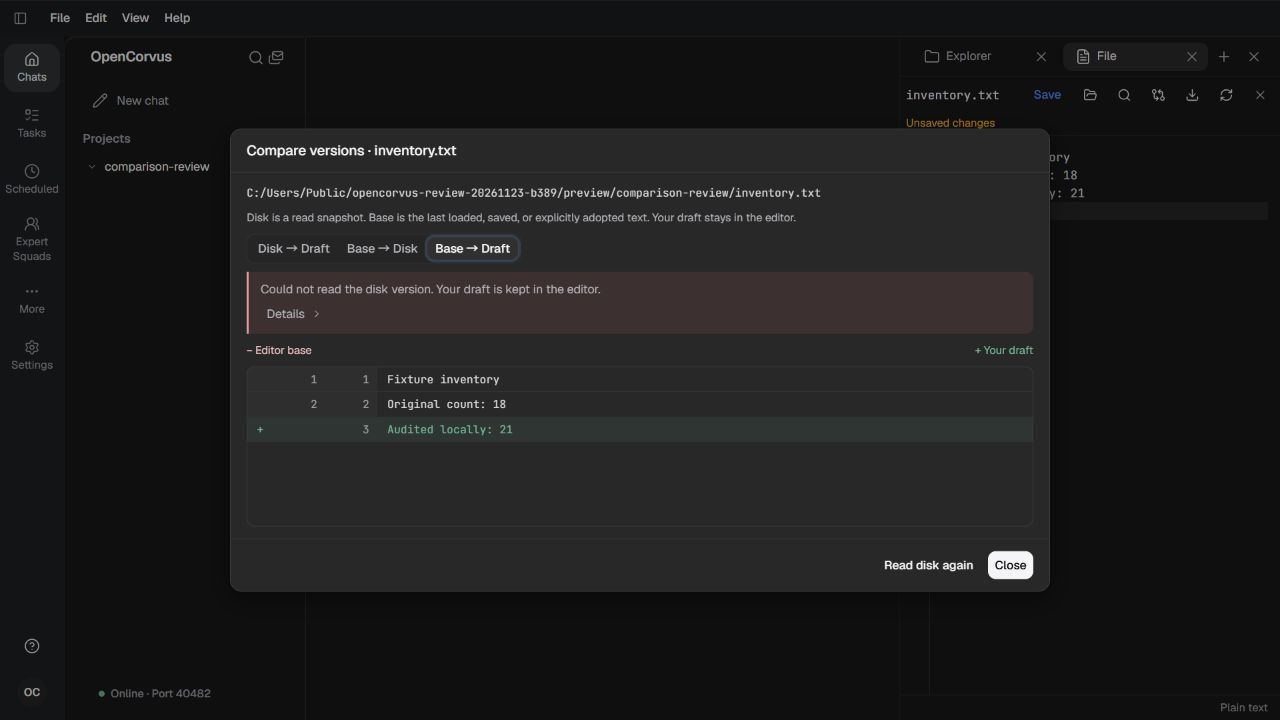 File Edit View Help
OpenCorvus
Explorer
File
Chats
inventory.txt
Save
New chat
Tasks
Unsaved changes
Projects
comparison-review
Scheduled
Expert
Squads
More
Settings
Compare versions · inventory.txt
C:/Users/Public/opencorvus-review-20261123-b389/preview/comparison-review/inventory.txt
Disk is a read snapshot. Base is the last loaded, saved, or explicitly adopted text. Your draft stays in the editor.
Disk → Draft Base → Disk Base → Draft
Could not read the disk version. Your draft is kept in the editor.
Details
− Editor base
+ Your draft
1 1 Fixture inventory
2 2 Original count: 18
+ 3 Audited locally: 21
Read disk again
Close
ory
: 18
y: 21
OC
Online · Port 40482
Plain text